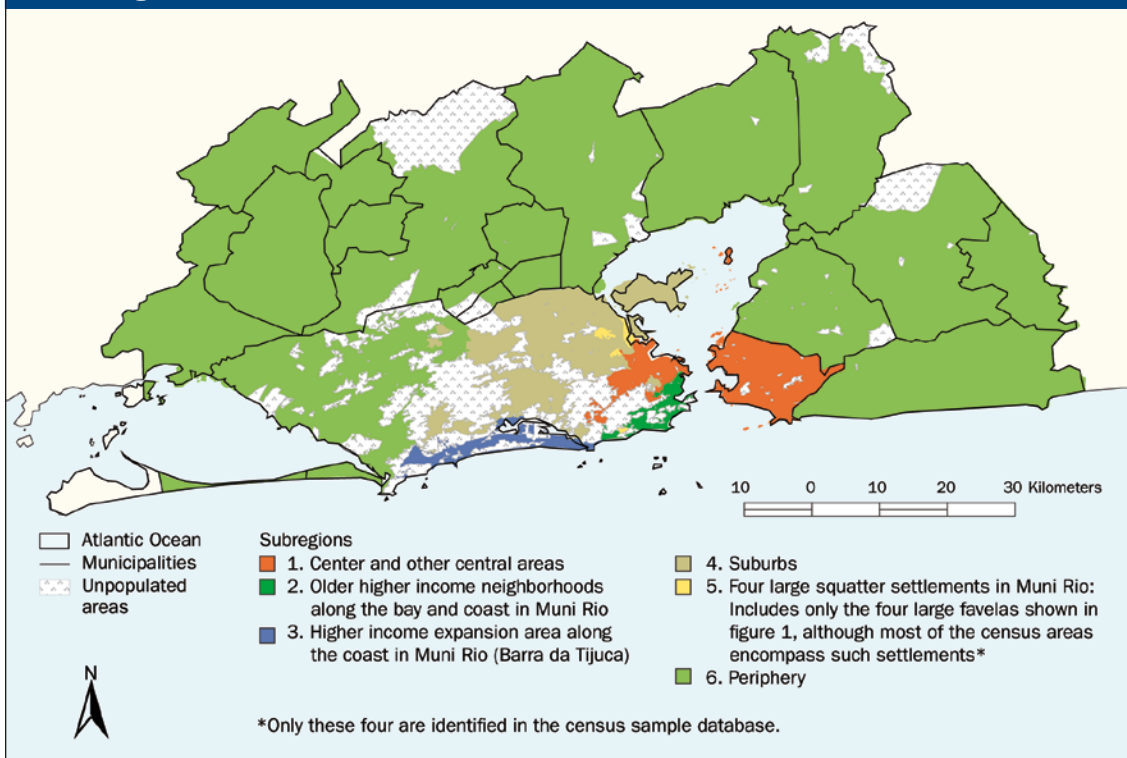 10 0 10 20 30 Kilometers
Atlantic Ocean
Municipalities
Unpopulated
areas
Subregions
1. Center and other central areas
2. Older higher income neighborhoods
along the bay and coast in Muni Rio
3. Higher income expansion area along
the coast in Muni Rio (Barra da Tijuca)
4. Suburbs
5. Four large squatter settlements in Muni Rio:
Includes only the four large favelas shown in
figure 1, although most of the census areas
encompass such settlements*
6. Periphery
N
*Only these four are identified in the census sample database.